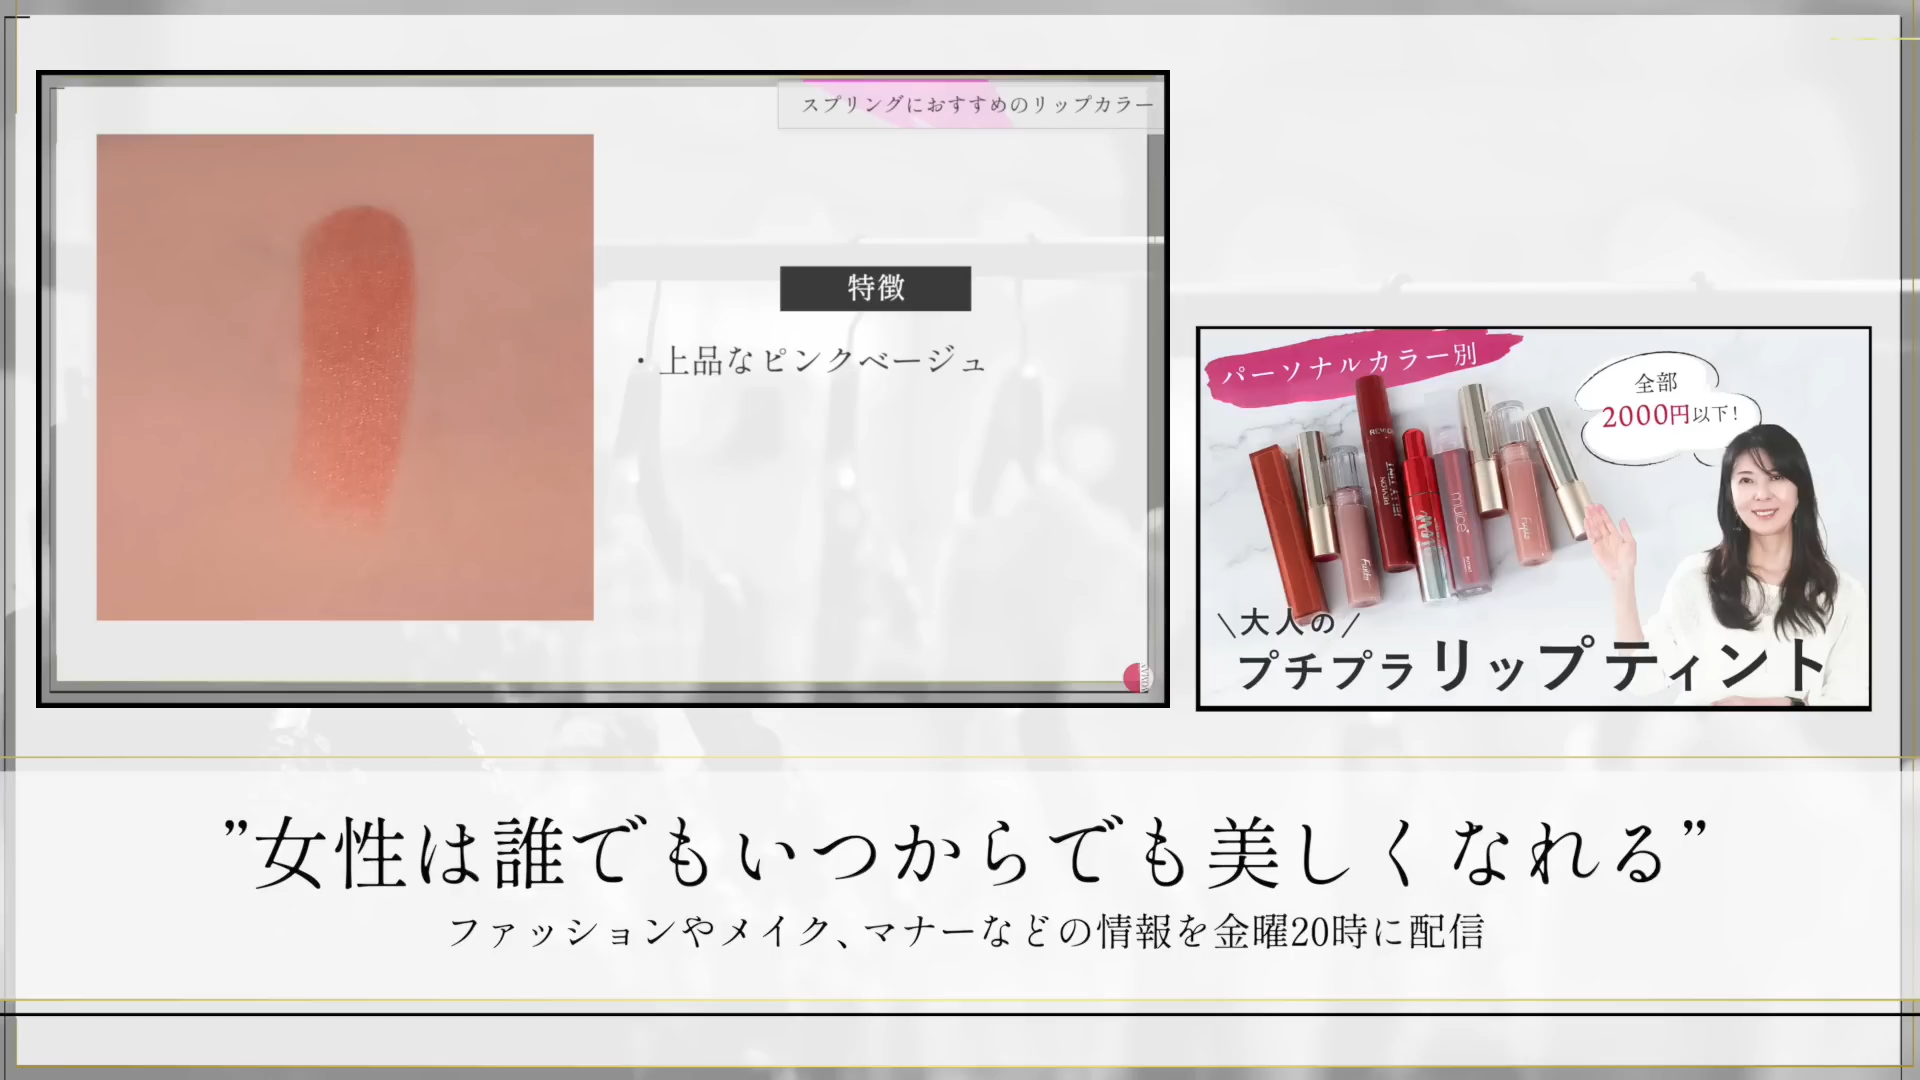 スプリングにおすすめのリップカラー
特徴
・上品なピンクベージュ
WOMAN
パーソナルカラー別
全部
2000円以下!
REVLON
muice
Fujiko
Fujiko
＼大人の／
プチプラリップティント
”女性は誰でもいつからでも美しくなれる”
ファッションやメイク、マナーなどの情報を金曜20時に配信